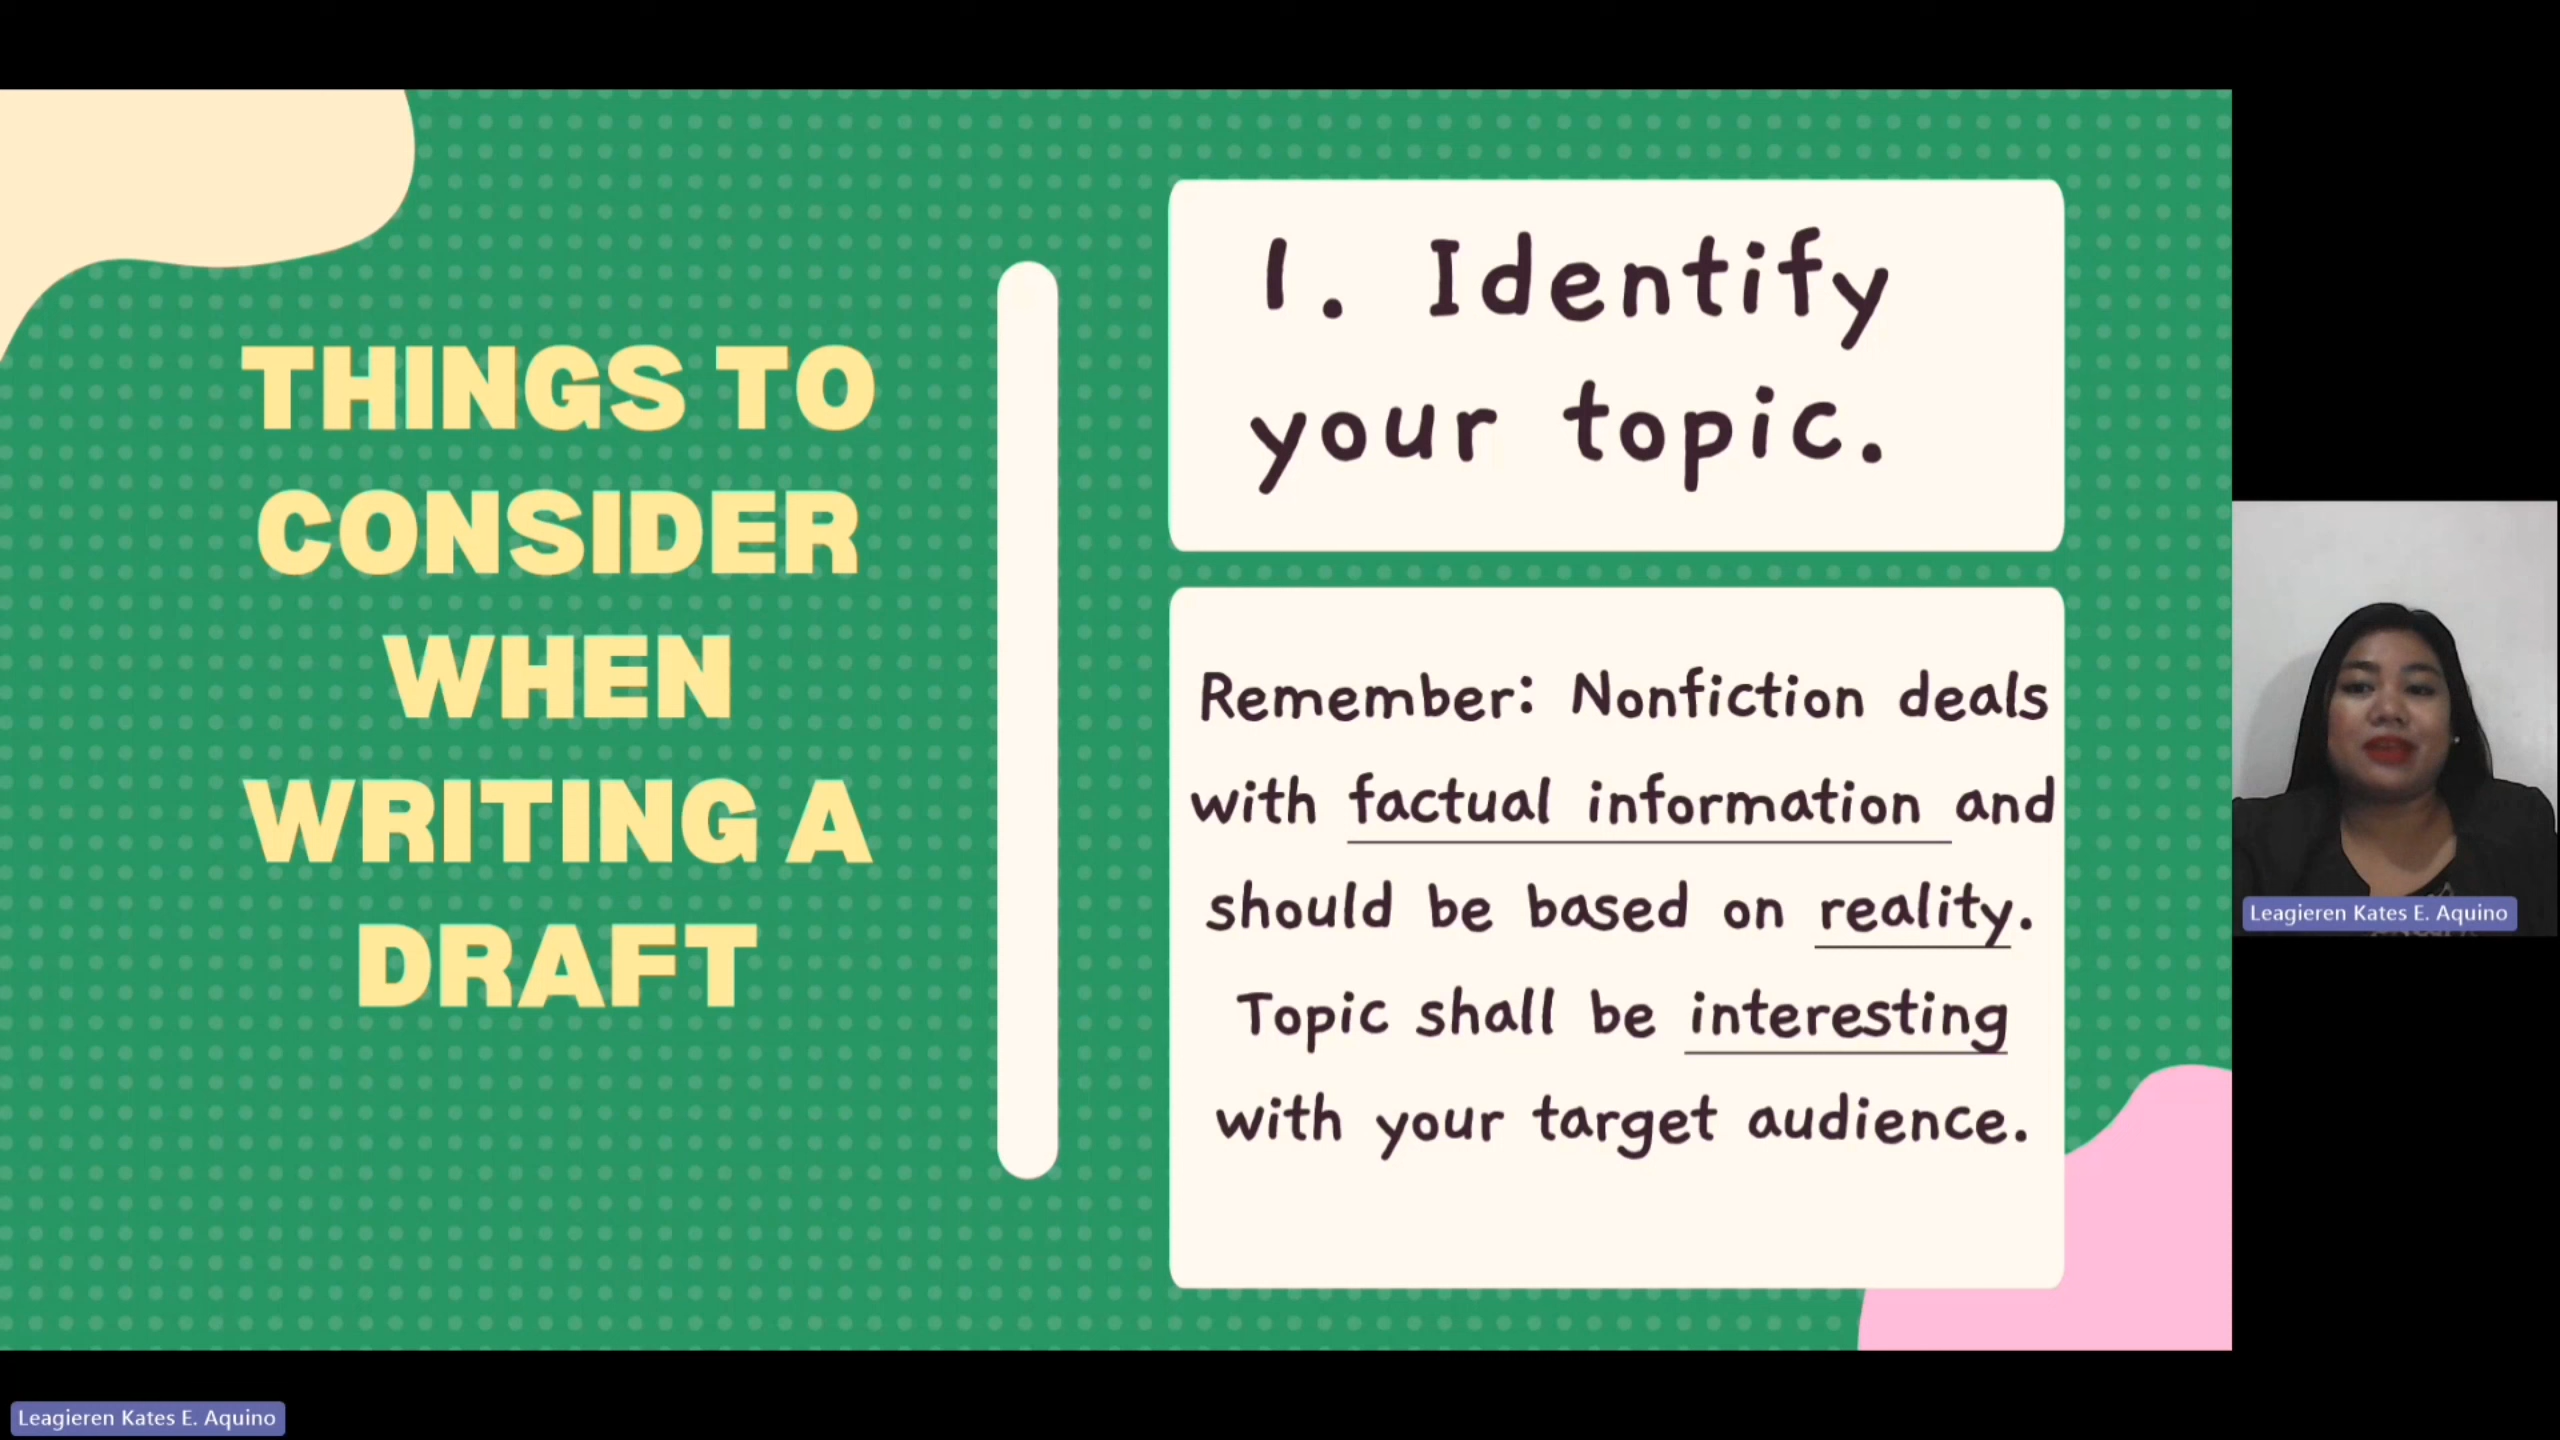 THINGS TO
CONSIDER
WHEN
WRITING A
DRAFT
1. Identify
your topic.
Remember: Nonfiction deals
with factual information and
should be based on reality.
Topic shall be interesting
with your target audience.
Leagieren Kates E. Aquino
Leagieren Kates E. Aquino